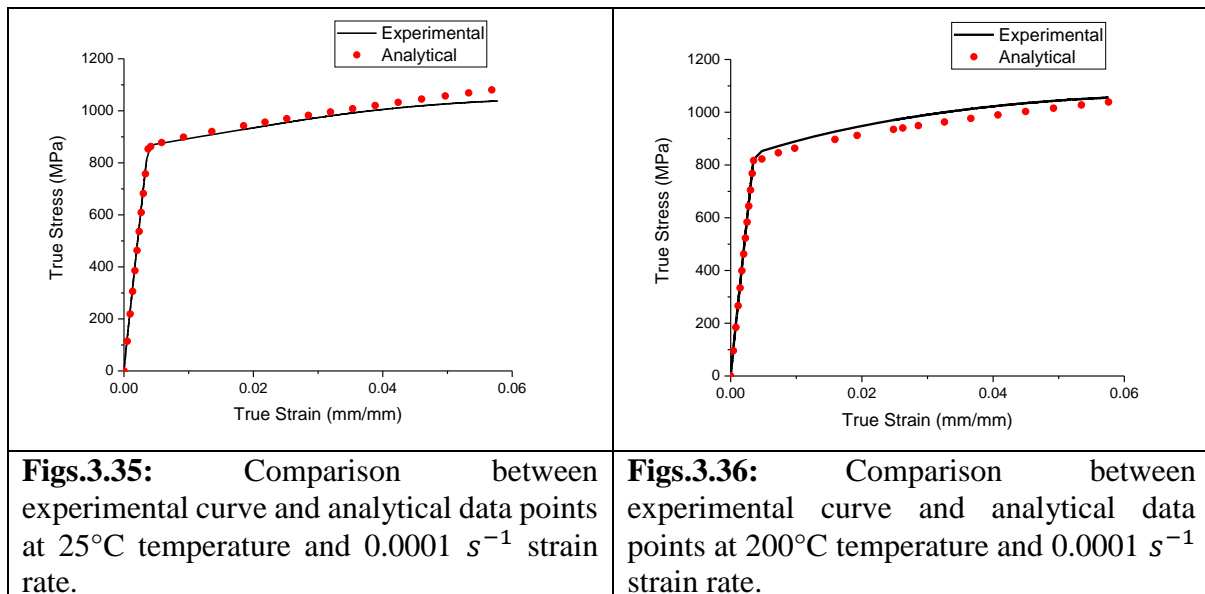 Experimental
Analytical
1200
1000
800
600
400
200
0
True Stress (MPa)
0.00
0.02
0.04
0.06
True Strain (mm/mm)
Experimental
Analytical
1200
1000
800
600
400
200
0
True Stress (MPa)
0.00
0.02
0.04
0.06
True Strain (mm/mm)
Figs.3.35: Comparison between
experimental curve and analytical data points
at 25°C temperature and 0.0001 s⁻¹ strain
rate.
Figs.3.36: Comparison between
experimental curve and analytical data
points at 200°C temperature and 0.0001 s⁻¹
strain rate.